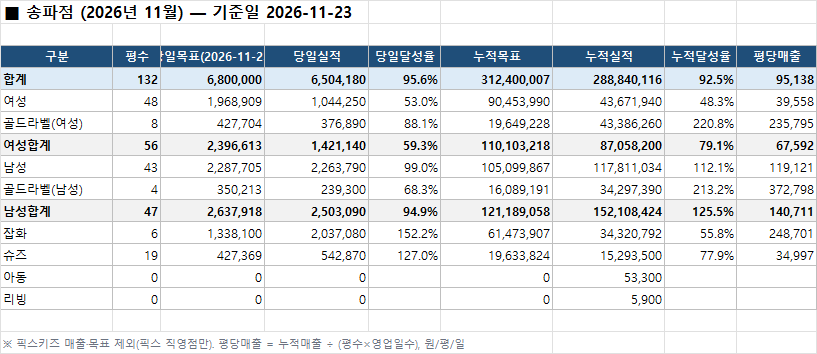 ■ 송파점 (2026년 11월) — 기준일 2026-11-23
구분 평수 당일목표(2026-11-2 당일실적 당일달성율 누적목표 누적실적 누적달성율 평당매출
합계 132 6,800,000 6,504,180 95.6% 312,400,007 288,840,116 92.5% 95,138
여성 48 1,968,909 1,044,250 53.0% 90,453,990 43,671,940 48.3% 39,558
골드라벨(여성) 8 427,704 376,890 88.1% 19,649,228 43,386,260 220.8% 235,795
여성합계 56 2,396,613 1,421,140 59.3% 110,103,218 87,058,200 79.1% 67,592
남성 43 2,287,705 2,263,790 99.0% 105,099,867 117,811,034 112.1% 119,121
골드라벨(남성) 4 350,213 239,300 68.3% 16,089,191 34,297,390 213.2% 372,798
남성합계 47 2,637,918 2,503,090 94.9% 121,189,058 152,108,424 125.5% 140,711
잡화 6 1,338,100 2,037,080 152.2% 61,473,907 34,320,792 55.8% 248,701
슈즈 19 427,369 542,870 127.0% 19,633,824 15,293,500 77.9% 34,997
아동 0 0 0 0 53,300
리빙 0 0 0 0 5,900
※ 픽스키즈 매출·목표 제외(픽스 직영점만). 평당매출 = 누적매출 ÷ (평수×영업일수), 원/평/일